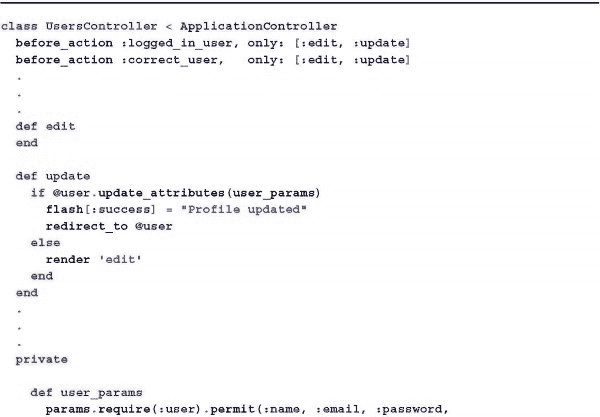 class UsersController < ApplicationController
  before_action :logged_in_user, only: [:edit, :update]
  before_action :correct_user,   only: [:edit, :update]
  .
  .
  .
  def edit
  end

  def update
    if @user.update_attributes(user_params)
      flash[:success] = "Profile updated"
      redirect_to @user
    else
      render 'edit'
    end
  end
  .
  .
  .
  private

    def user_params
      params.require(:user).permit(:name, :email, :password,